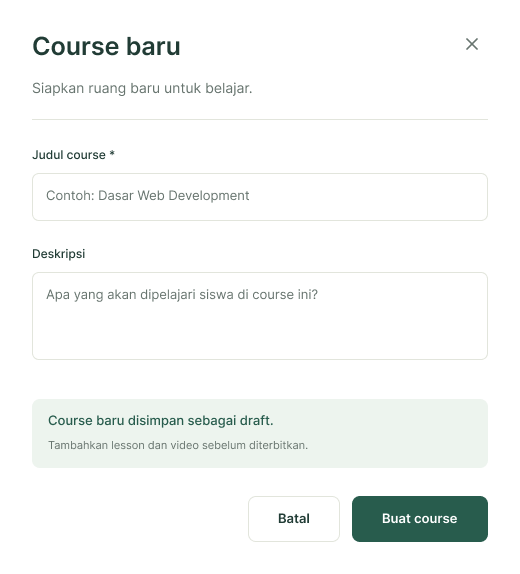 Course baru
Siapkan ruang baru untuk belajar.
Judul course *
Contoh: Dasar Web Development
Deskripsi
Apa yang akan dipelajari siswa di course ini?
Course baru disimpan sebagai draft.
Tambahkan lesson dan video sebelum diterbitkan.
Batal
Buat course